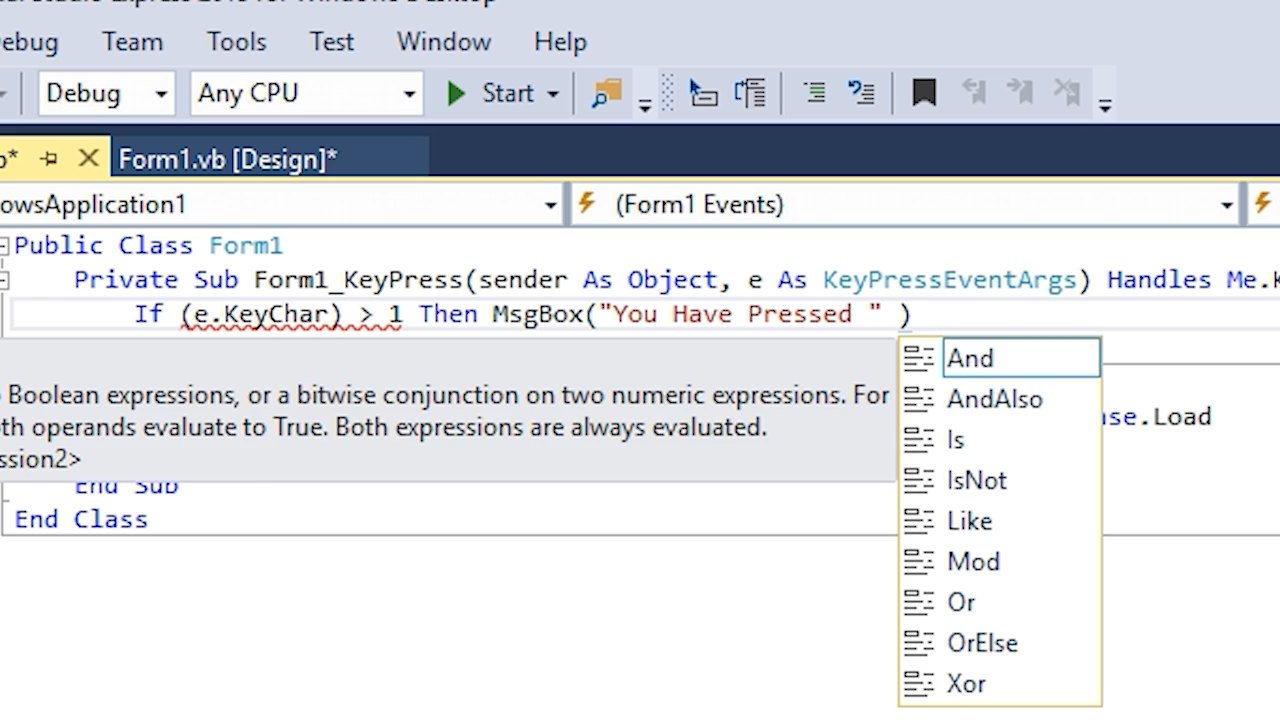 Debug Team Tools Test Window Help
Debug Any CPU Start
Form1.vb [Design]*
owsApplication1 (Form1 Events)
Public Class Form1
Private Sub Form1_KeyPress(sender As Object, e As KeyPressEventArgs) Handles Me.K
If (e.KeyChar) > 1 Then MsgBox("You Have Pressed " )
And
Boolean expressions, or a bitwise conjunction on two numeric expressions. For
AndAlso
oth operands evaluate to True. Both expressions are always evaluated.
ase.Load
ssion2>
Is
End Sub
IsNot
End Class
Like
Mod
Or
OrElse
Xor